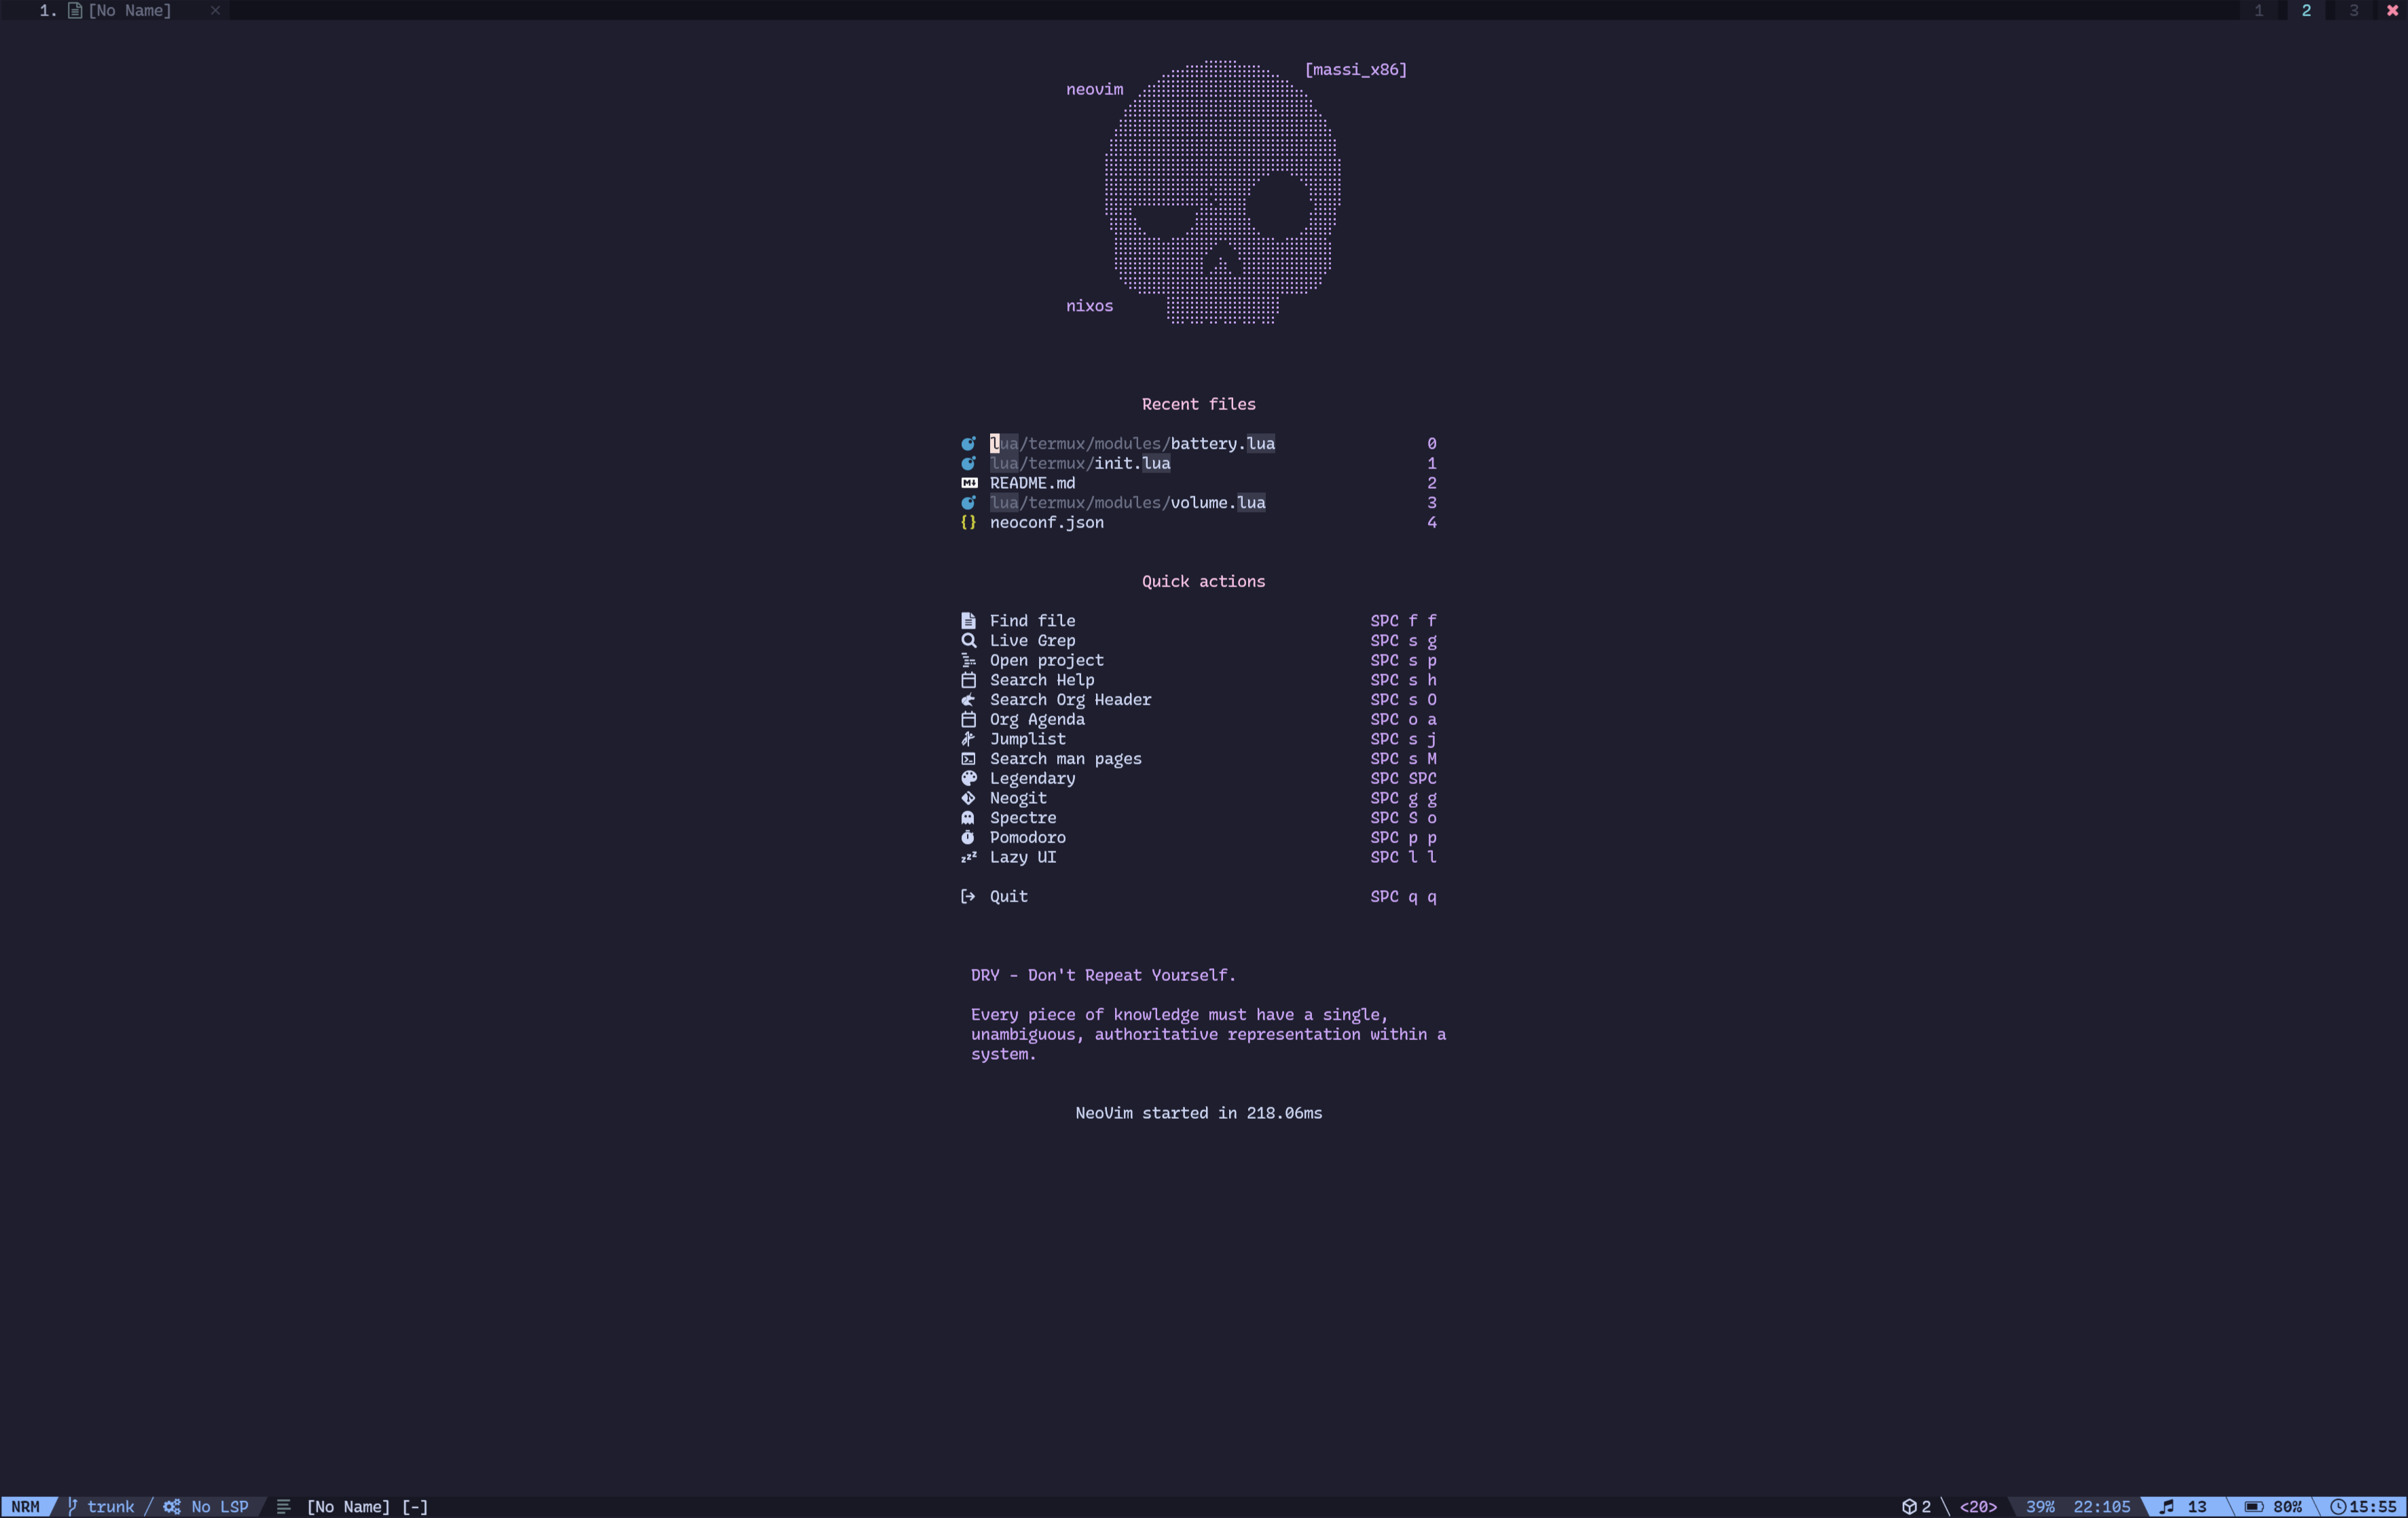 1. [No Name] × 1 2 3 ✖
[massi_x86]
neovim
nixos
Recent files
lua/termux/modules/battery.lua 0
lua/termux/init.lua 1
README.md 2
lua/termux/modules/volume.lua 3
{} neoconf.json 4
Quick actions
Find file SPC f f
Live Grep SPC s g
Open project SPC s p
Search Help SPC s h
Search Org Header SPC s O
Org Agenda SPC o a
Jumplist SPC s j
Search man pages SPC s M
Legendary SPC SPC
Neogit SPC g g
Spectre SPC S o
Pomodoro SPC p p
Lazy UI SPC l l
Quit SPC q q
DRY - Don't Repeat Yourself.
Every piece of knowledge must have a single,
unambiguous, authoritative representation within a
system.
NeoVim started in 218.06ms
NRM trunk / No LSP [No Name] [-] 2 \ <20> 39% 22:105 13 80% 15:55